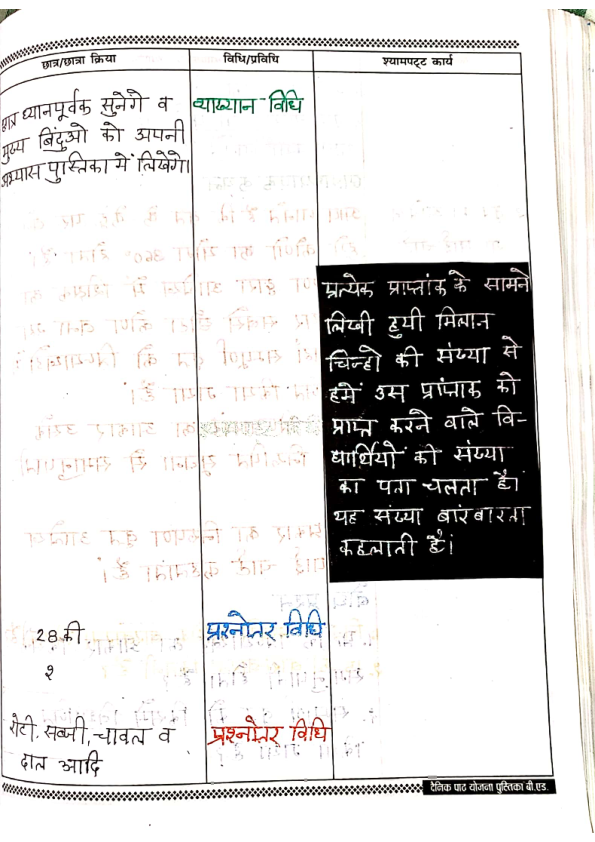 छात्र/छात्रा क्रिया
विधि/प्रविधि
श्यामपट्ट कार्य
छात्र ध्यानपूर्वक सुनेगे व
मुख्य बिंदुओ को अपनी
अभ्यास पुस्तिका में लिखेगे।
व्याख्यान विधि
प्रत्येक प्राप्तांक के सामने
लिखी हुयी मिलान
चिन्हो की संख्या से
हमें उस प्रांप्ताक को
प्राप्त करने वाले वि-
धार्थियों की संख्या
का पता चलता है।
यह संख्या बारंबारता
कहलाती है।
28 की
प्रश्नोतर विधि
२
रोटी, सब्जी, चावल व
दाल आदि
प्रश्नोतर विधि
दैनिक पाठ योजना पुस्तिका बी.एड.